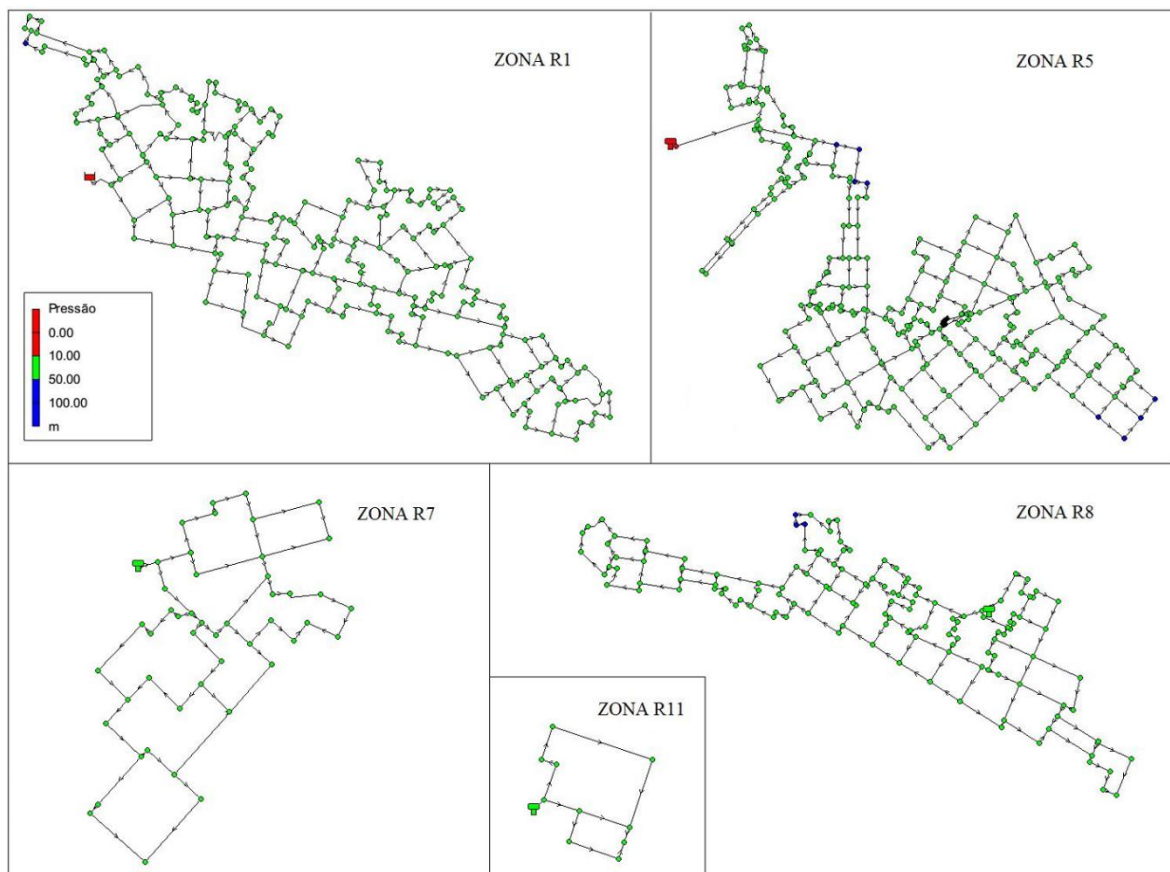 ZONA R1
ZONA R5
Pressão
0.00
10.00
50.00
100.00
m
ZONA R7
ZONA R8
ZONA R11